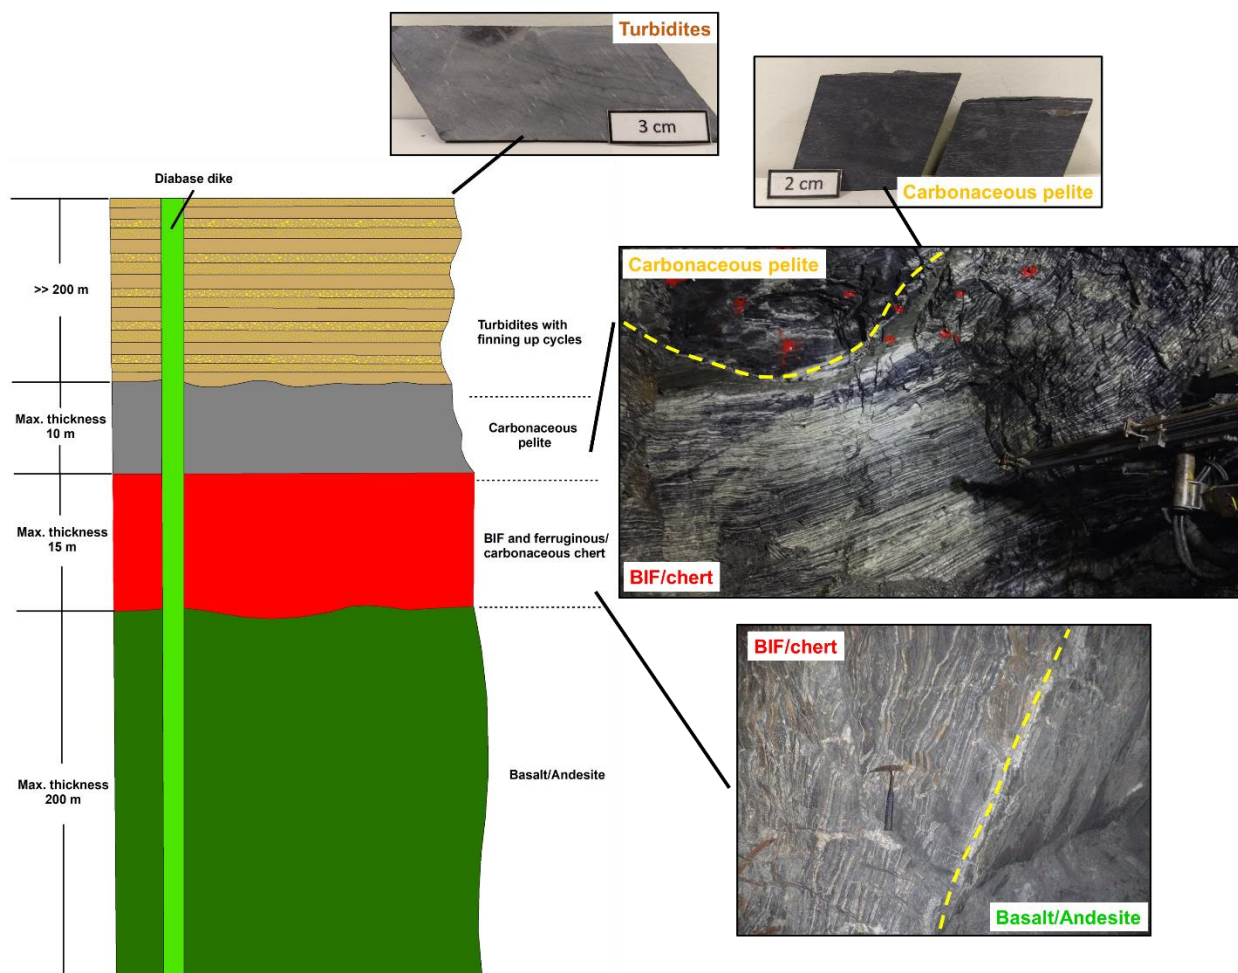 Turbidites
3 cm
2 cm
Carbonaceous pelite
Diabase dike
>> 200 m
Turbidites with
finning up cycles
Max. thickness
10 m
Carbonaceous
pelite
Max. thickness
15 m
BIF and ferruginous/
carbonaceous chert
Max. thickness
200 m
Basalt/Andesite
Carbonaceous pelite
BIF/chert
BIF/chert
Basalt/Andesite